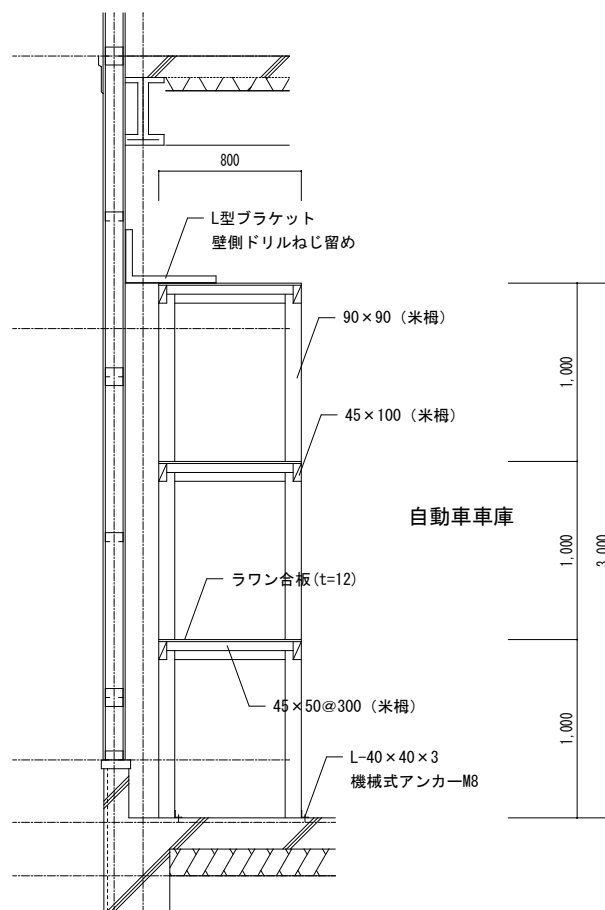 800
L型ブラケット
壁側ドリルねじ留め
90×90(米栂)
1,000
45×100(米栂)
自動車車庫
1,000
3,000
ラワン合板(t=12)
45×50@300(米栂)
1,000
L-40×40×3
機械式アンカーM8